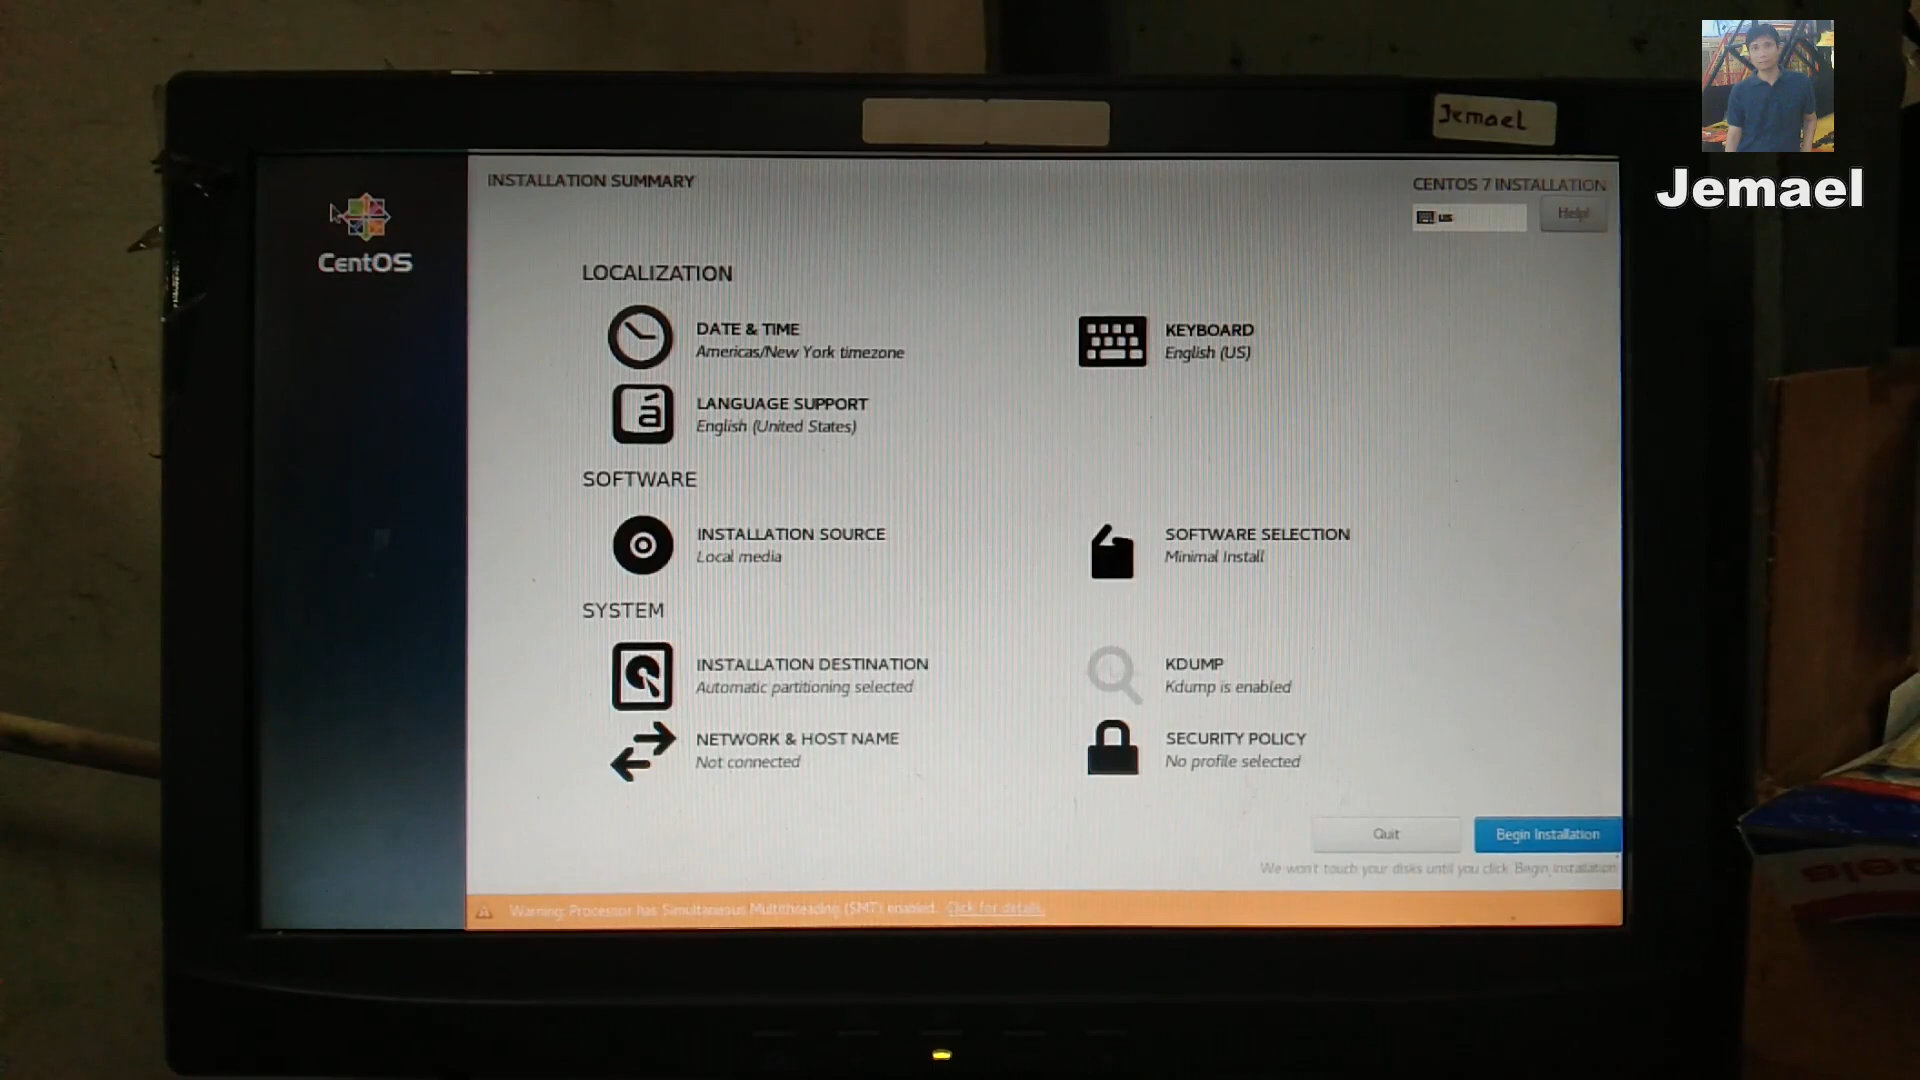 Jemael
Jemael
INSTALLATION SUMMARY
CENTOS 7 INSTALLATION
us
Help!
CentOS
LOCALIZATION
DATE & TIME
Americas/New York timezone
KEYBOARD
English (US)
LANGUAGE SUPPORT
English (United States)
SOFTWARE
INSTALLATION SOURCE
Local media
SOFTWARE SELECTION
Minimal Install
SYSTEM
INSTALLATION DESTINATION
Automatic partitioning selected
KDUMP
Kdump is enabled
NETWORK & HOST NAME
Not connected
SECURITY POLICY
No profile selected
Quit
Begin Installation
We won't touch your disks until you click 'Begin Installation'
Warning: Processor has Simultaneous Multithreading (SMT) enabled. Click for details.